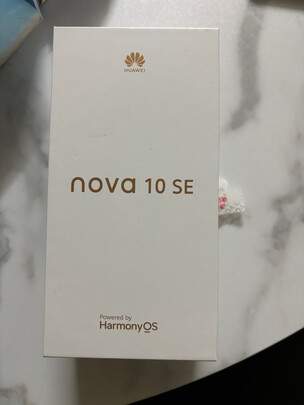 HUAWEI
nova 10 SE
Powered by
HarmonyOS